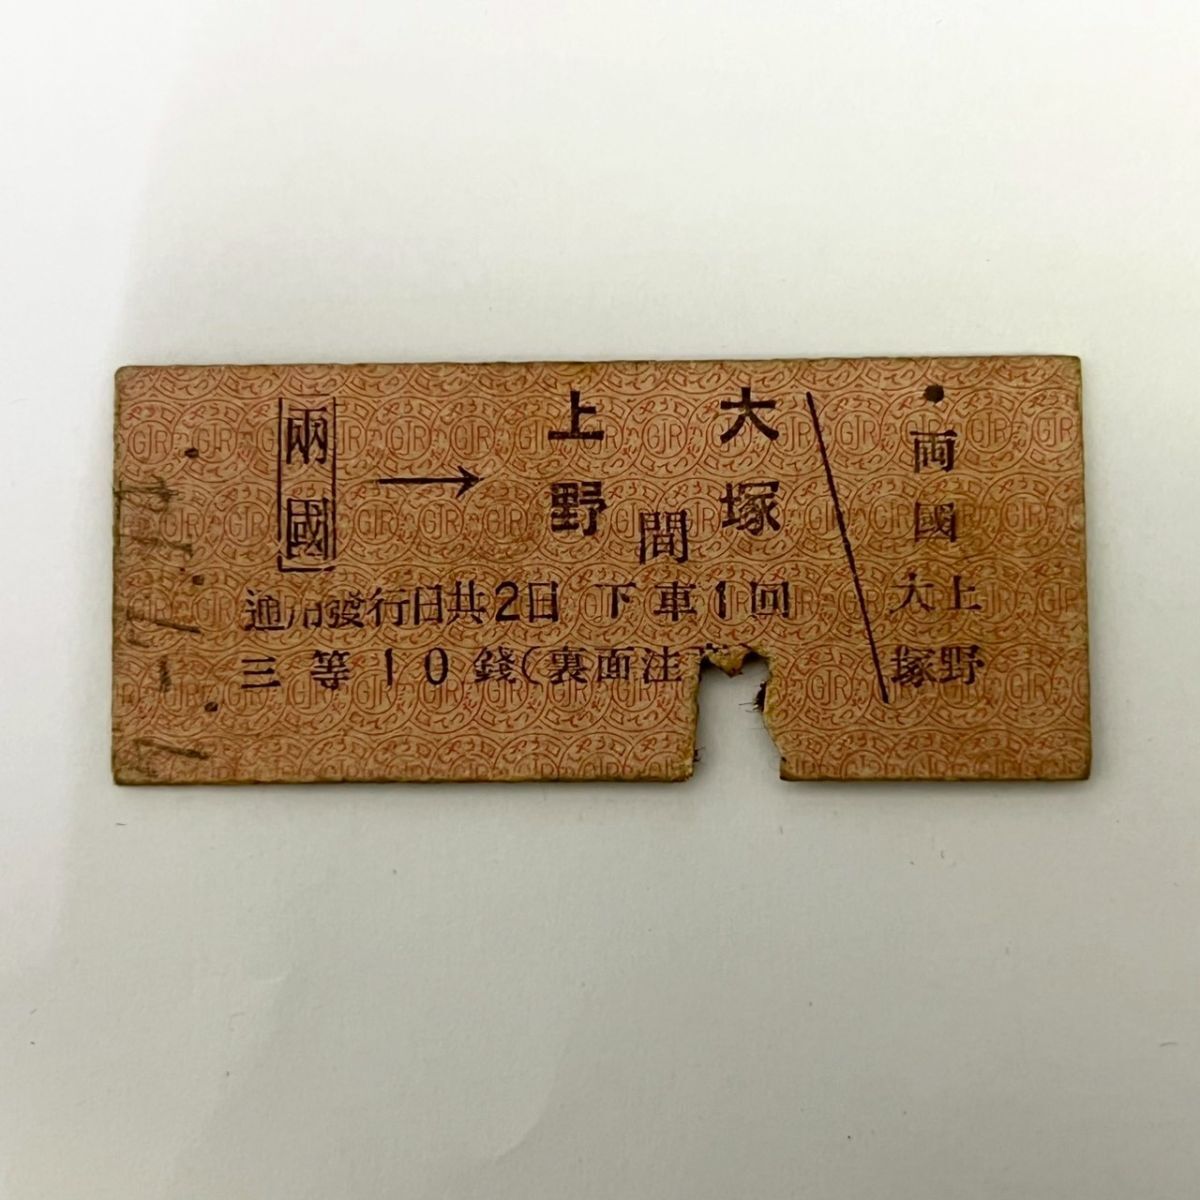 兩國 → 上野 大塚 間
通用發行日共2日 下車1回
三等10錢(裏面注
両國
上野
大塚